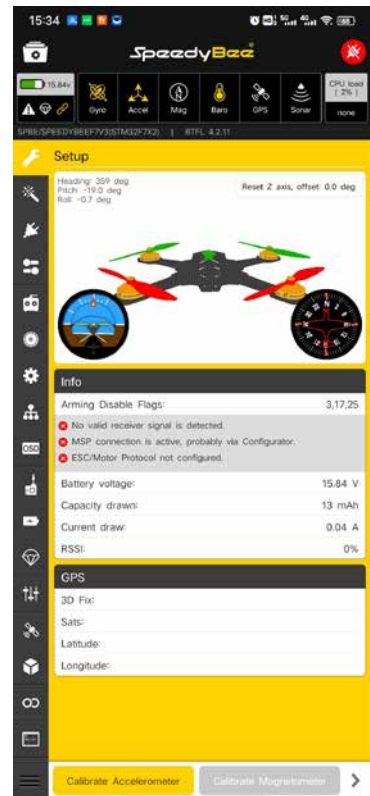 15:34
SpeedyBee
15.84v
Gyro
Accel
Mag
Baro
GPS
Sonar
CPU load
[ 2% ]
none
SPBE/SPEEDYBEEF7V3(STM32F7X2) | BTFL 4.2.11
Setup
Heading: 359 deg
Pitch: -19.0 deg
Roll: -0.7 deg
Reset Z axis, offset: 0.0 deg
N
Info
Arming Disable Flags: 3,17,25
No valid receiver signal is detected.
MSP connection is active, probably via Configurator.
ESC/Motor Protocol not configured.
Battery voltage: 15.84 V
Capacity drawn: 13 mAh
Current draw: 0.04 A
RSSI: 0%
OSD
GPS
3D Fix:
Sats:
Latitude:
Longitude:
Calibrate Accelerometer
Calibrate Magnetometer